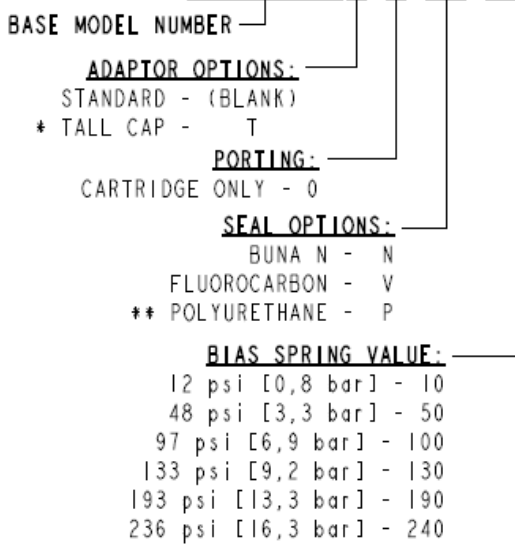 BASE MODEL NUMBER
ADAPTOR OPTIONS:
STANDARD - (BLANK)
* TALL CAP - T
PORTING:
CARTRIDGE ONLY - 0
SEAL OPTIONS:
BUNA N - N
FLUOROCARBON - V
** POLYURETHANE - P
BIAS SPRING VALUE:
12 psi [0,8 bar] - 10
48 psi [3,3 bar] - 50
97 psi [6,9 bar] - 100
133 psi [9,2 bar] - 130
193 psi [13,3 bar] - 190
236 psi [16,3 bar] - 240